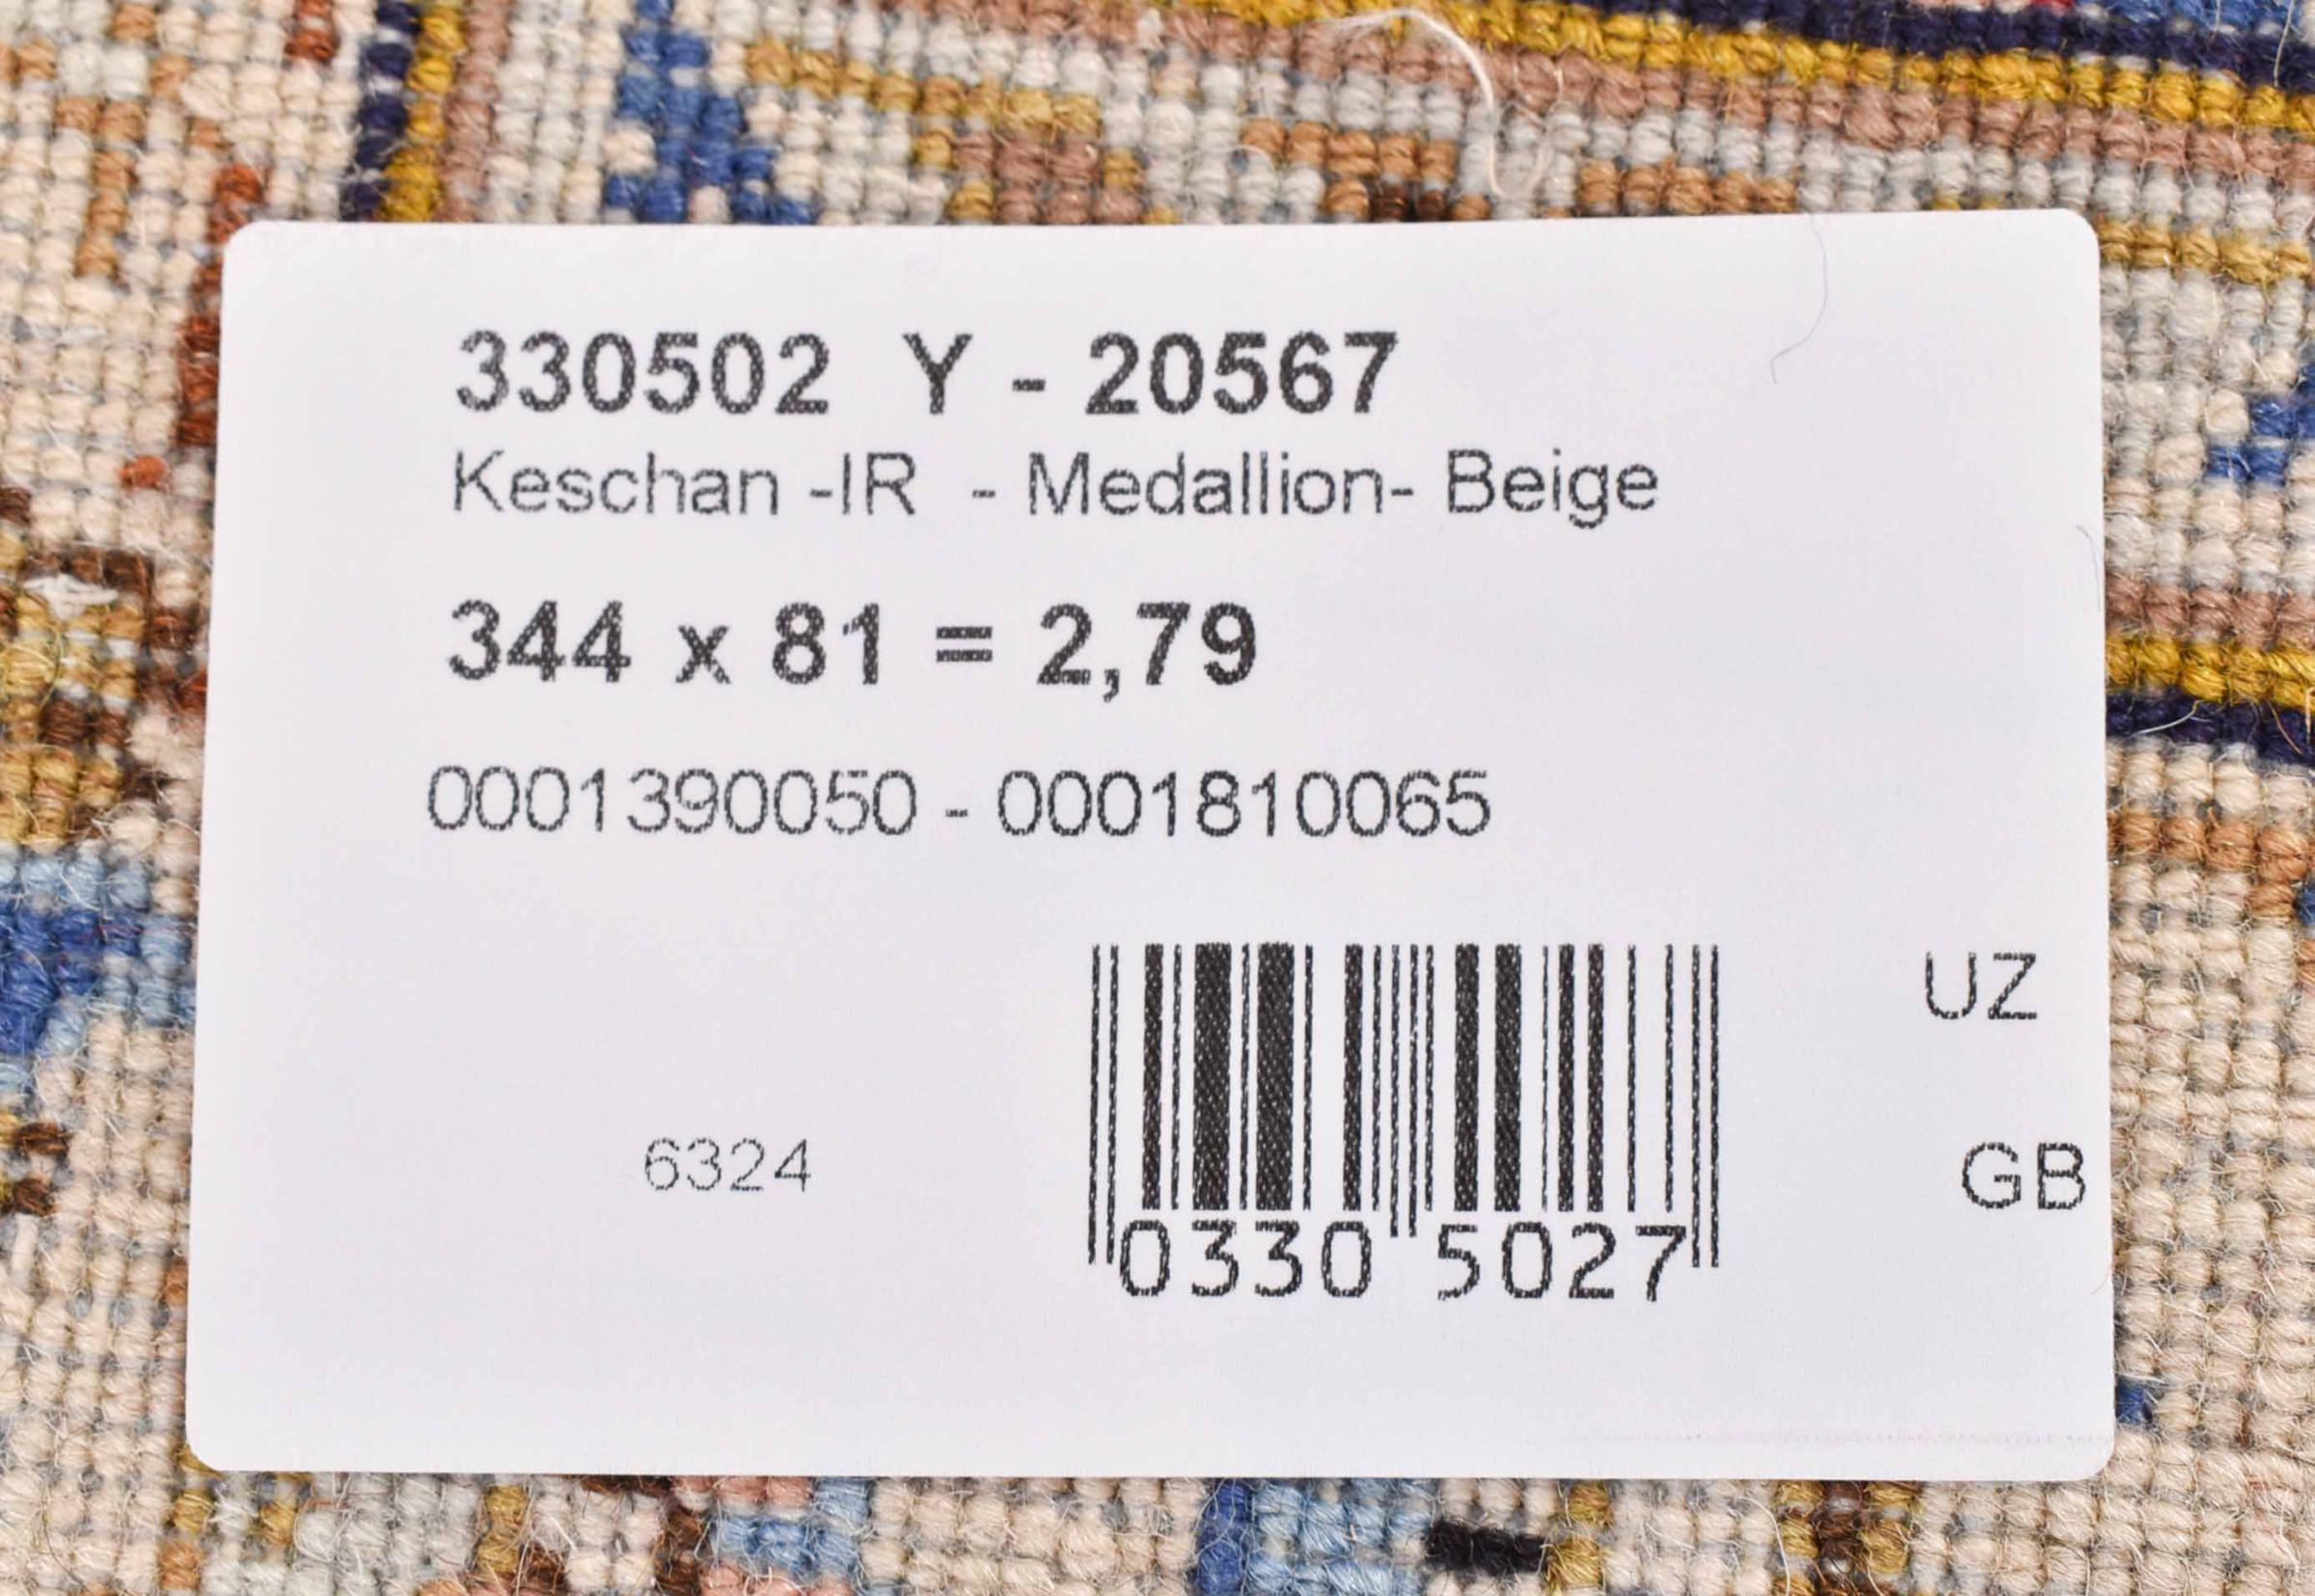 330502 Y - 20567
Keschan -IR - Medallion- Beige
344 x 81 = 2,79
0001390050 - 0001810065
UZ
6324
GB
0330 5027